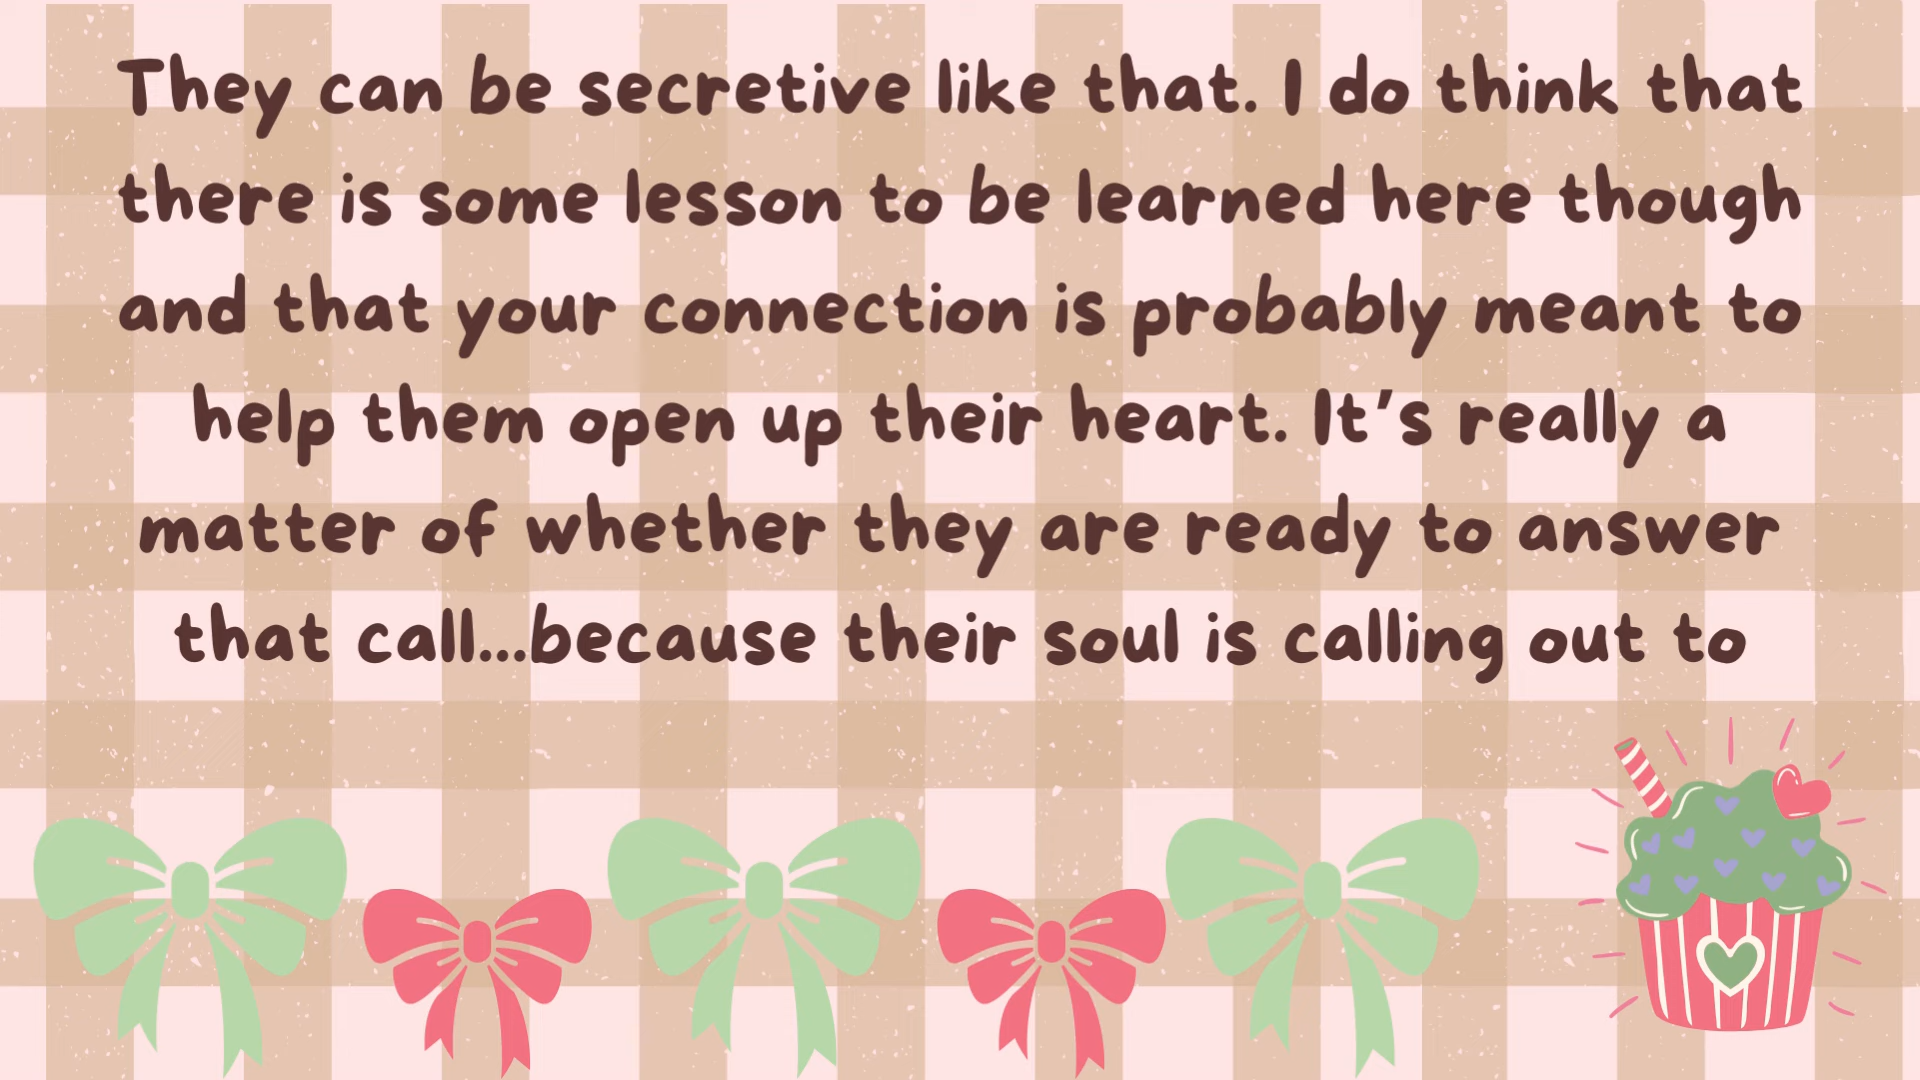 They can be secretive like that. I do think that
there is some lesson to be learned here though
and that your connection is probably meant to
help them open up their heart. It's really a
matter of whether they are ready to answer
that call...because their soul is calling out to